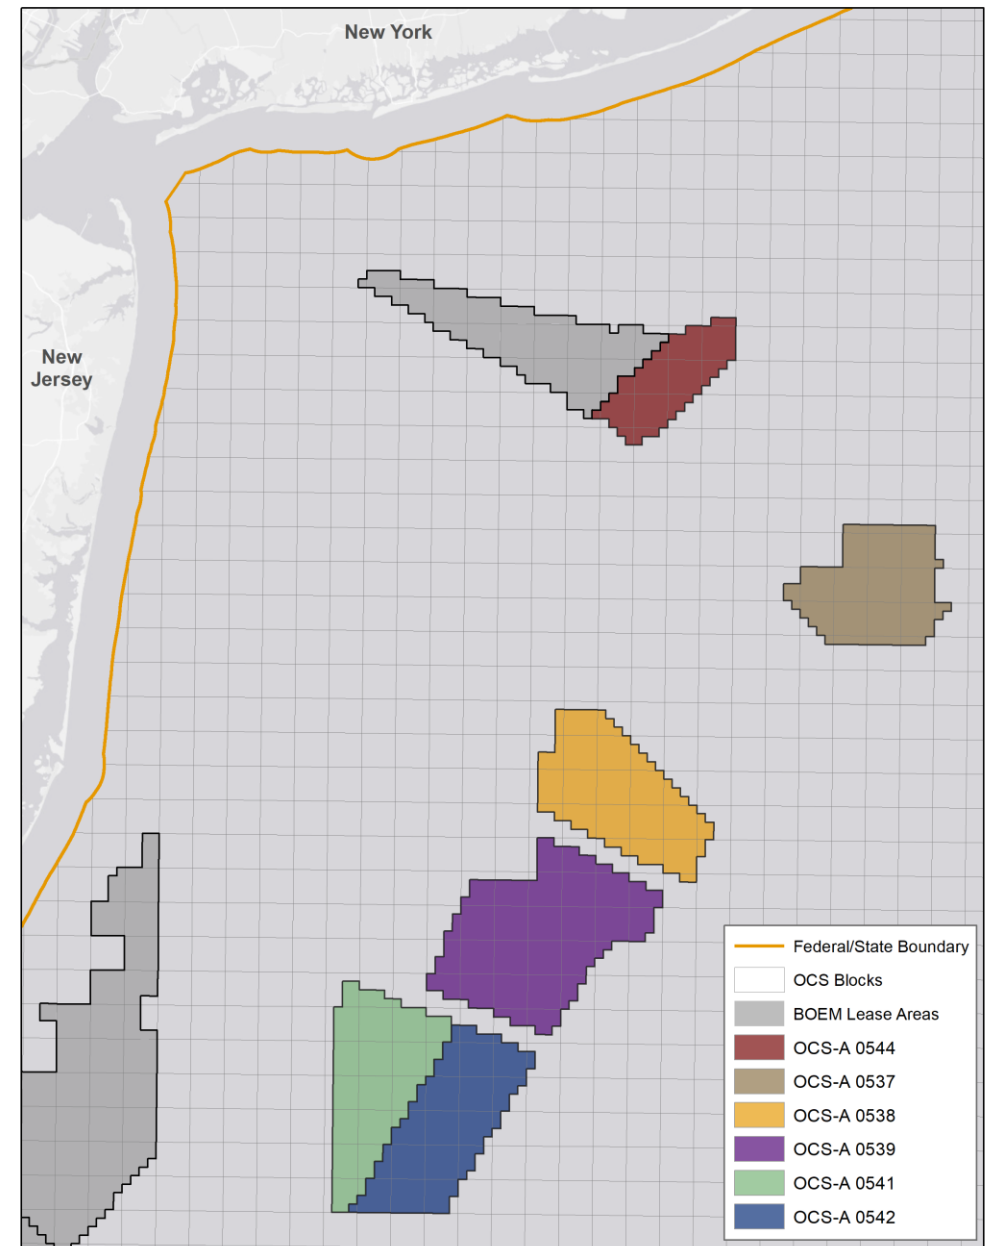 New York
New
Jersey
Federal/State Boundary
OCS Blocks
BOEM Lease Areas
OCS-A 0544
OCS-A 0537
OCS-A 0538
OCS-A 0539
OCS-A 0541
OCS-A 0542